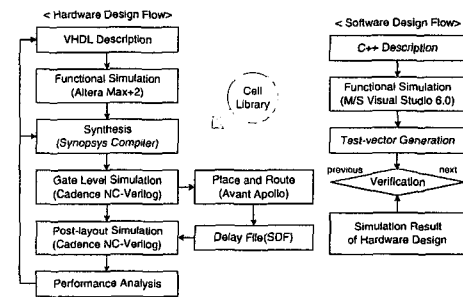 < Hardware Design Flow>
VHDL Description
Functional Simulation
(Altera Max+2)
Synthesis
(Synopsys Compiler)
Gate Level Simulation
(Cadence NC-Verilog)
Post-layout Simulation
(Cadence NC-Verilog)
Performance Analysis
Cell
Library
Place and Route
(Avant Apollo)
Delay File(SDF)
< Software Design Flow>
C++ Description
Functional Simulation
(M/S Visual Studio 6.0)
Test-vector Generation
previous
next
Verification
Simulation Result
of Hardware Design